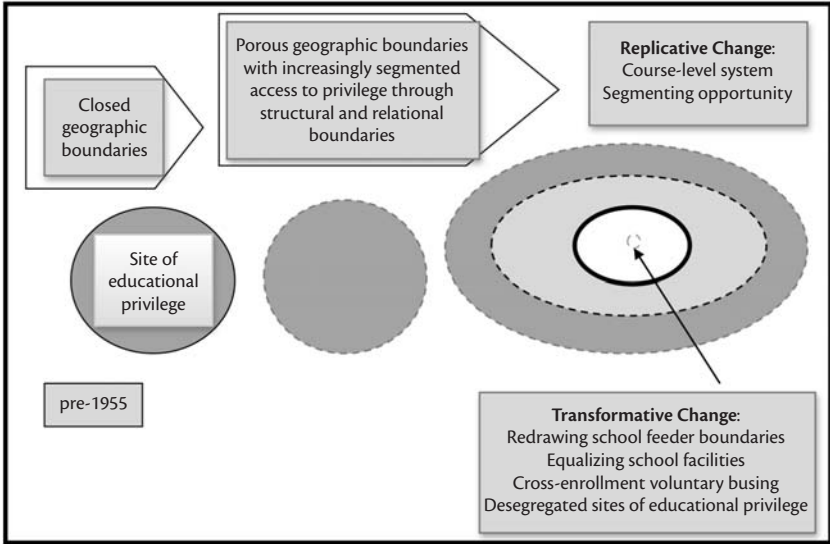 Closed
geographic
boundaries
Porous geographic boundaries
with increasingly segmented
access to privilege through
structural and relational
boundaries
Replicative Change:
Course-level system
Segmenting opportunity
Site of
educational
privilege
pre-1955
Transformative Change:
Redrawing school feeder boundaries
Equalizing school facilities
Cross-enrollment voluntary busing
Desegregated sites of educational privilege